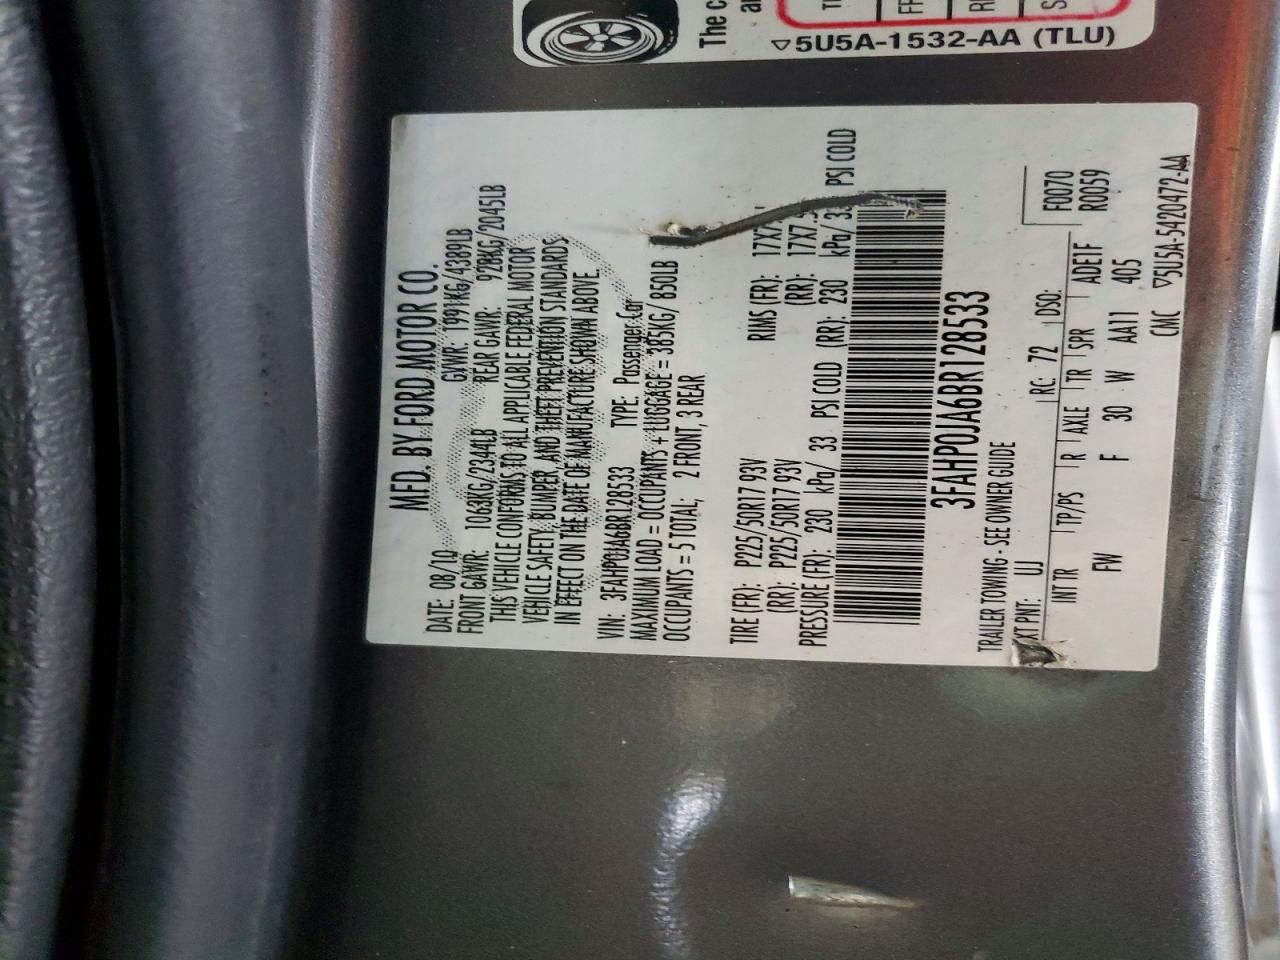 The c
5U5A-1532-AA (TLU)
MFD. BY FORD MOTOR CO.
DATE: 08/10 GVWR: 1991KG/4389LB
FRONT GAWR: 1063KG/2344LB REAR GAWR: 928KG/2045LB
THIS VEHICLE CONFORMS TO ALL APPLICABLE FEDERAL MOTOR
VEHICLE SAFETY, BUMPER, AND THEFT PREVENTION STANDARDS
IN EFFECT ON THE DATE OF MANUFACTURE SHOWN ABOVE.
VIN: 3FAHP0JA6BR128533 TYPE: Passenger Car
MAXIMUM LOAD = OCCUPANTS + LUGGAGE = 385KG/ 850LB
OCCUPANTS = 5 TOTAL; 2 FRONT, 3 REAR
TIRE (FR): P225/50R17 93V RIMS (FR): 17X7.
(RR): P225/50R17 93V (RR): 17X7.5
PRESSURE (FR): 230 kPa/ 33 PSI COLD (RR): 230 kPa/ 33 PSI COLD
3FAHP0JA6BR128533
TRAILER TOWING - SEE OWNER GUIDE F0070
EXT PNT: UJ RC: 72 DSO: R0059
INT TR TP/PS R AXLE TR SPR ADETF
FW F 30 W AA11 405
CMC 5U5A-5420472-AA